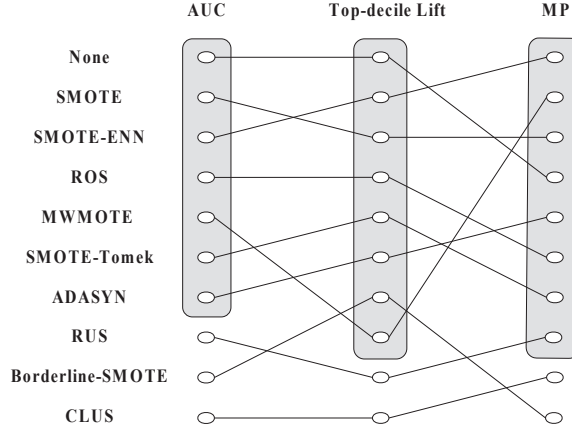 AUC Top-decile Lift MP
None
SMOTE
SMOTE-ENN
ROS
MWMOTE
SMOTE-Tomek
ADASYN
RUS
Borderline-SMOTE
CLUS